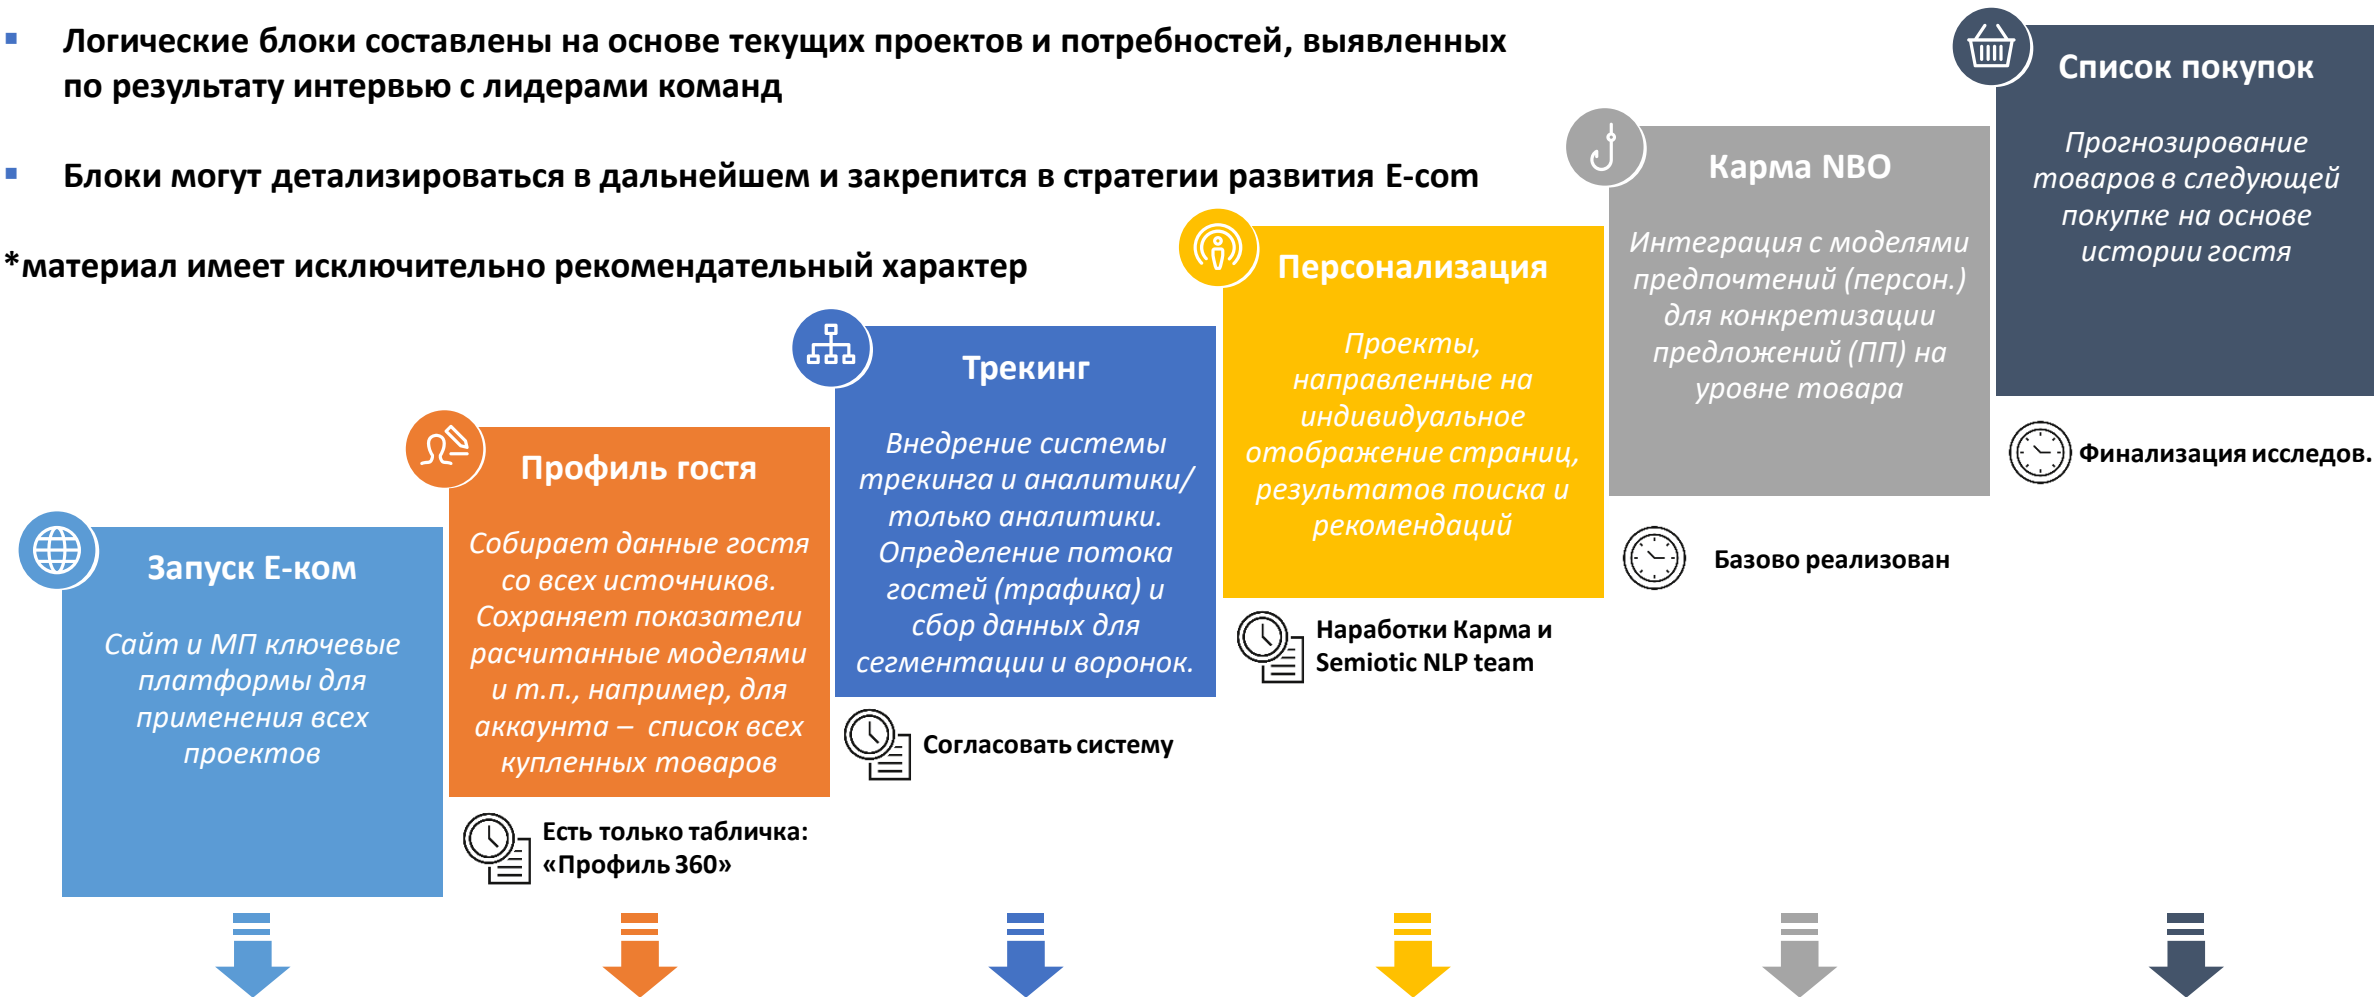 Логические блоки составлены на основе текущих проектов и потребностей, выявленных
по результату интервью с лидерами команд
Блоки могут детализироваться в дальнейшем и закрепится в стратегии развития E-com
*материал имеет исключительно рекомендательный характер
Запуск Е-ком
Сайт и МП ключевые
платформы для
применения всех
проектов
Профиль гостя
Собирает данные гостя
со всех источников.
Сохраняет показатели
расчитанные моделями
и т.п., например, для
аккаунта – список всех
купленных товаров
Есть только табличка:
«Профиль 360»
Трекинг
Внедрение системы
трекинга и аналитики/
только аналитики.
Определение потока
гостей (трафика) и
сбор данных для
сегментации и воронок.
Согласовать систему
Персонализация
Проекты,
направленные на
индивидуальное
отображение страниц,
результатов поиска и
рекомендаций
Наработки Карма и
Semiotic NLP team
Карма NBO
Интеграция с моделями
предпочтений (персон.)
для конкретизации
предложений (ПП) на
уровне товара
Базово реализован
Список покупок
Прогнозирование
товаров в следующей
покупке на основе
истории гостя
Финализация исследов.